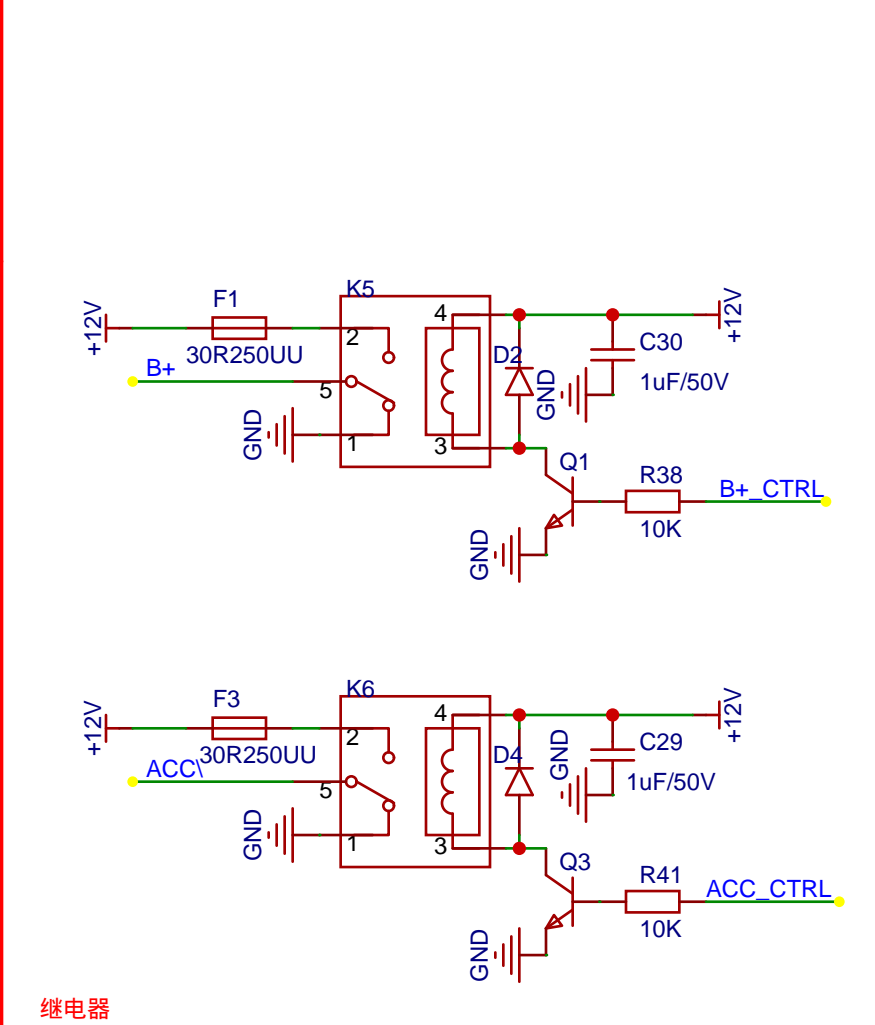 K5
F1
+12V
30R250UU
B+
2
5
1
GND
4
3
D2
GND
C30
1uF/50V
+12V
Q1
R38
10K
B+_CTRL
GND
K6
F3
+12V
30R250UU
ACC\
2
5
1
GND
4
3
D4
GND
C29
1uF/50V
+12V
Q3
R41
10K
ACC_CTRL
GND
继电器